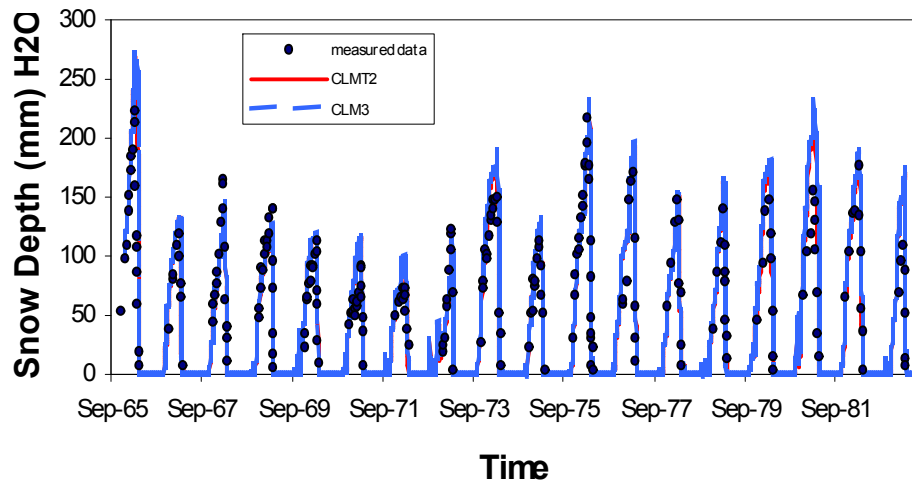 Snow Depth (mm) H2O
300
250
200
150
100
50
0
measured data
CLMT2
CLM3
Sep-65 Sep-67 Sep-69 Sep-71 Sep-73 Sep-75 Sep-77 Sep-79 Sep-81
Time